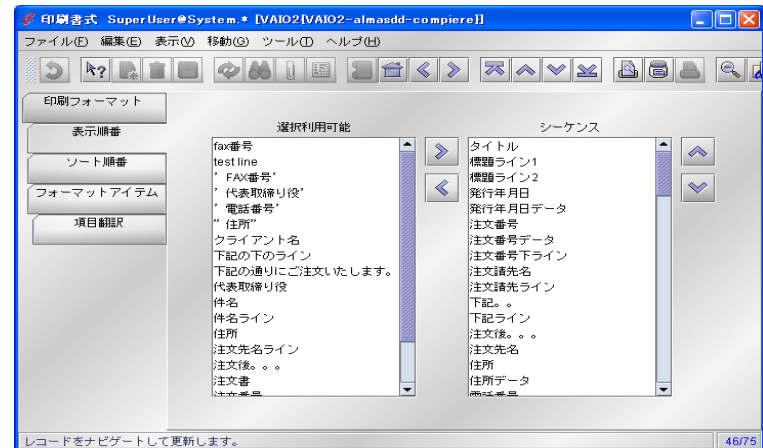 印刷書式 SuperUser@System.* [VAIO2{VAIO2-almasdd-compiere}]
ファイル(F) 編集(E) 表示(V) 移動(G) ツール(T) ヘルプ(H)
印刷フォーマット
表示順番
ソート順番
フォーマットアイテム
項目翻訳
選択利用可能
fax番号
test line
’ FAX番号’
’ 代表取締り役’
’ 電話番号’
” 住所”
クライアント名
下記の下のライン
下記の通りにご注文いたします。
代表取締り役
件名
件名ライン
住所
注文先名ライン
注文後。。。
注文書
注文番号
シーケンス
タイトル
標題ライン1
標題ライン2
発行年月日
発行年月日データ
注文番号
注文番号データ
注文番号下ライン
注文請先名
注文請先ライン
下記。。
下記ライン
注文後。。。
注文先名
住所
住所データ
電話番号
レコードをナビゲートして更新します。
46/75